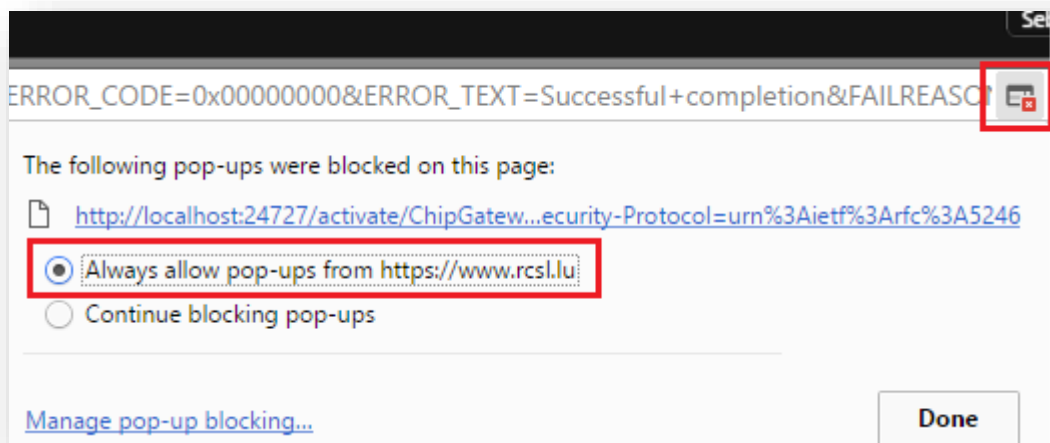 Sel
ERROR_CODE=0x00000000&ERROR_TEXT=Successful+completion&FAILREASON
The following pop-ups were blocked on this page:
http://localhost:24727/activate/ChipGatew...ecurity-Protocol=urn%3Aietf%3Arfc%3A5246
Always allow pop-ups from https://www.rcsl.lu
Continue blocking pop-ups
Manage pop-up blocking...
Done